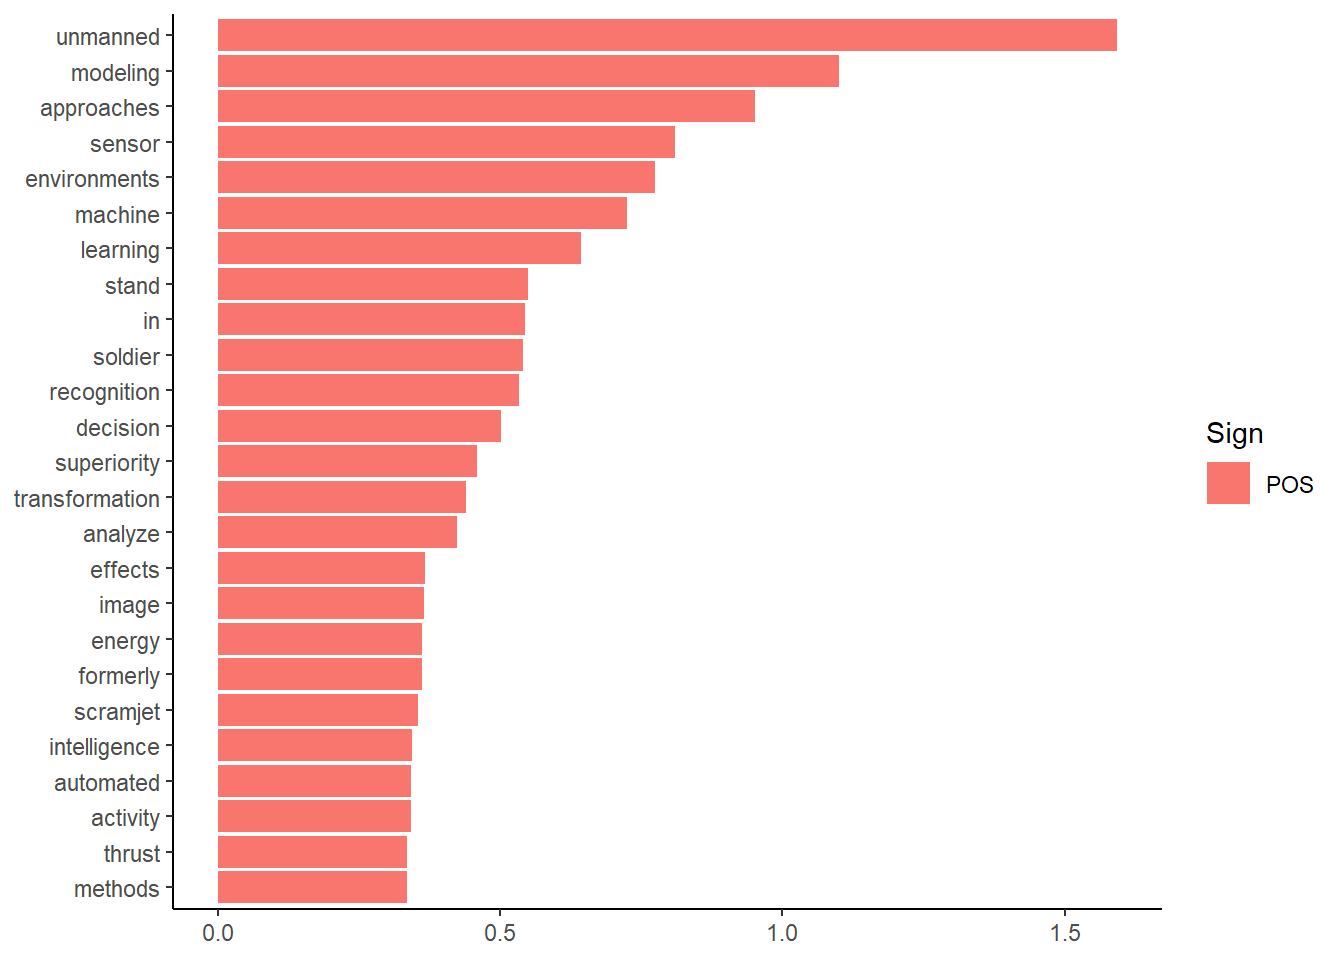 unmanned
modeling
approaches
sensor
environments
machine
learning
stand
in
soldier
recognition
decision
superiority
transformation
analyze
effects
image
energy
formerly
scramjet
intelligence
automated
activity
thrust
methods
0.0 0.5 1.0 1.5
Sign
POS